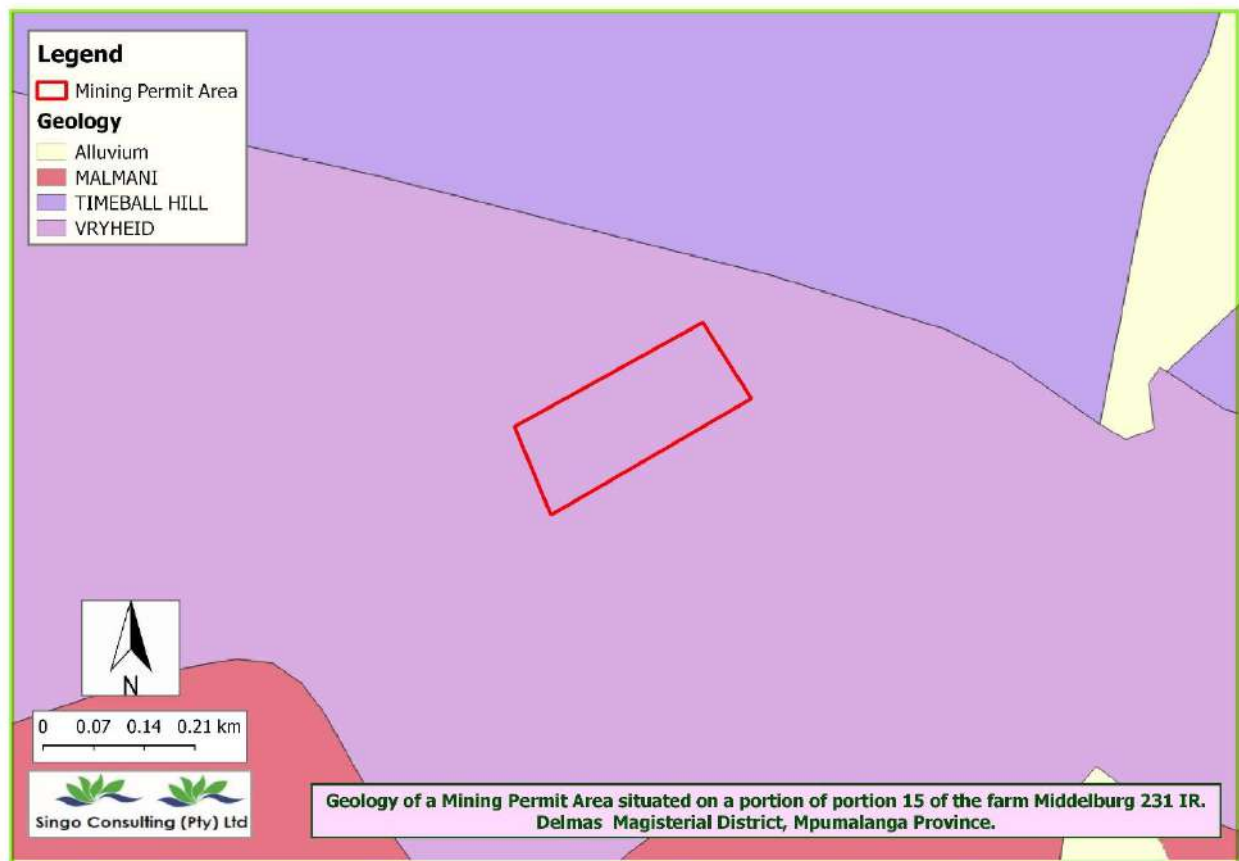 Legend
Mining Permit Area
Geology
Alluvium
MALMANI
TIMEBALL HILL
VRYHEID
N
0 0.07 0.14 0.21 km
Singo Consulting (Pty) Ltd
Geology of a Mining Permit Area situated on a portion of portion 15 of the farm Middelburg 231 IR.
Delmas Magisterial District, Mpumalanga Province.